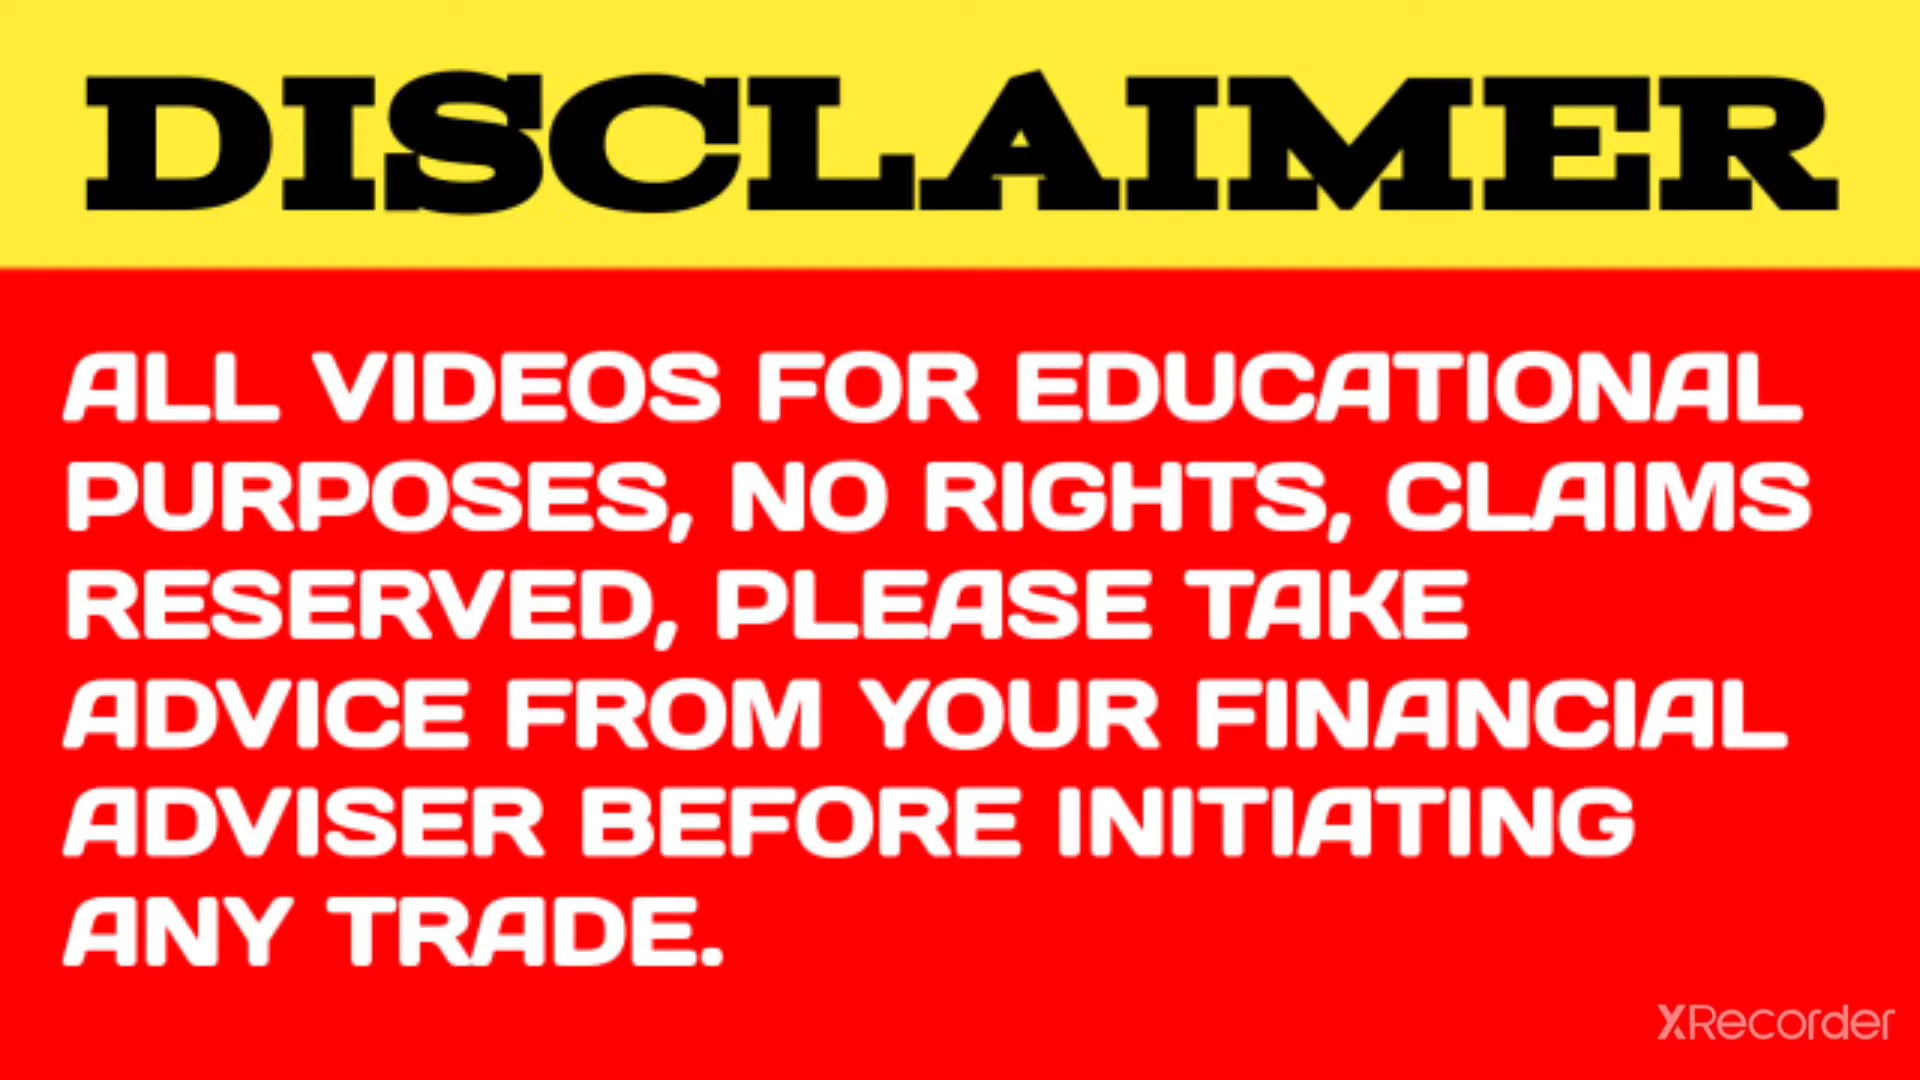 DISCLAIMER
ALL VIDEOS FOR EDUCATIONAL
PURPOSES, NO RIGHTS, CLAIMS
RESERVED, PLEASE TAKE
ADVICE FROM YOUR FINANCIAL
ADVISER BEFORE INITIATING
ANY TRADE.
XRecorder